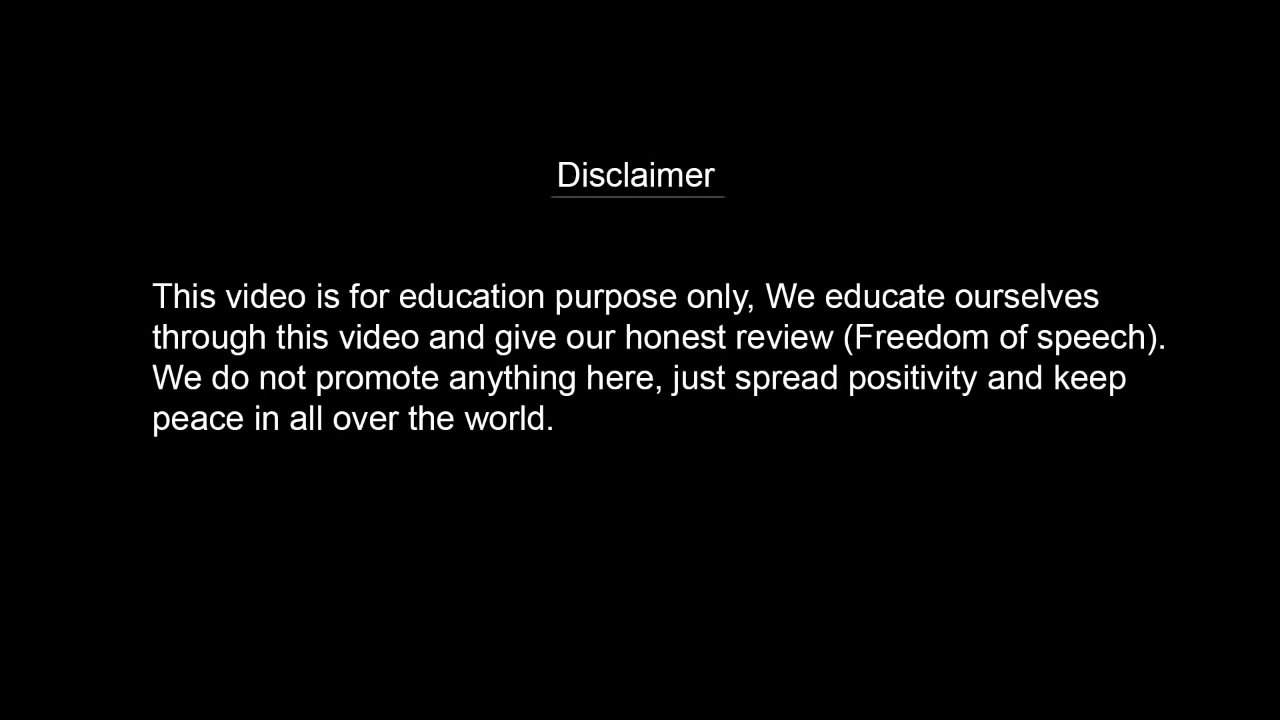 Disclaimer
This video is for education purpose only, We educate ourselves
through this video and give our honest review (Freedom of speech).
We do not promote anything here, just spread positivity and keep
peace in all over the world.